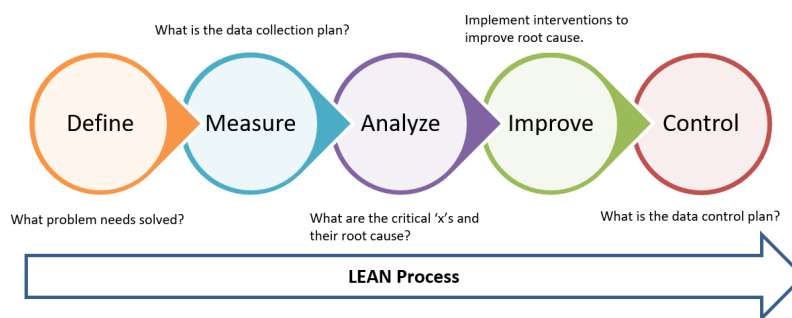 What is the data collection plan?
Implement interventions to
improve root cause.
Define
Measure
Analyze
Improve
Control
What problem needs solved?
What are the critical 'x's and
their root cause?
What is the data control plan?
LEAN Process